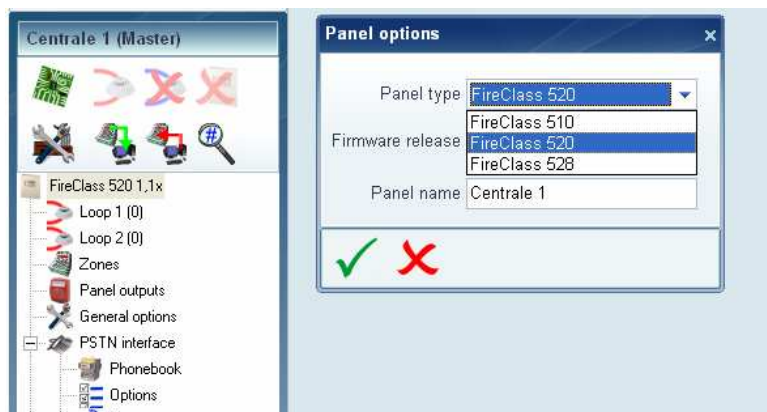 Centrale 1 (Master)
#
FireClass 520 1,1x
Loop 1 (0)
Loop 2 (0)
Zones
Panel outputs
General options
PSTN interface
Phonebook
Options
Panel options
Panel type FireClass 520
FireClass 510
Firmware release FireClass 520
FireClass 528
Panel name Centrale 1